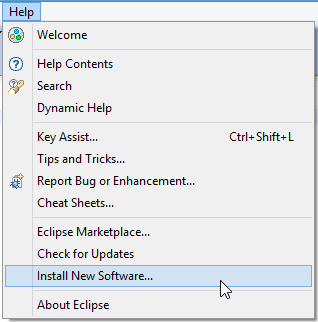 Help
Welcome
Help Contents
Search
Dynamic Help
Key Assist... Ctrl+Shift+L
Tips and Tricks...
Report Bug or Enhancement...
Cheat Sheets...
Eclipse Marketplace...
Check for Updates
Install New Software...
About Eclipse